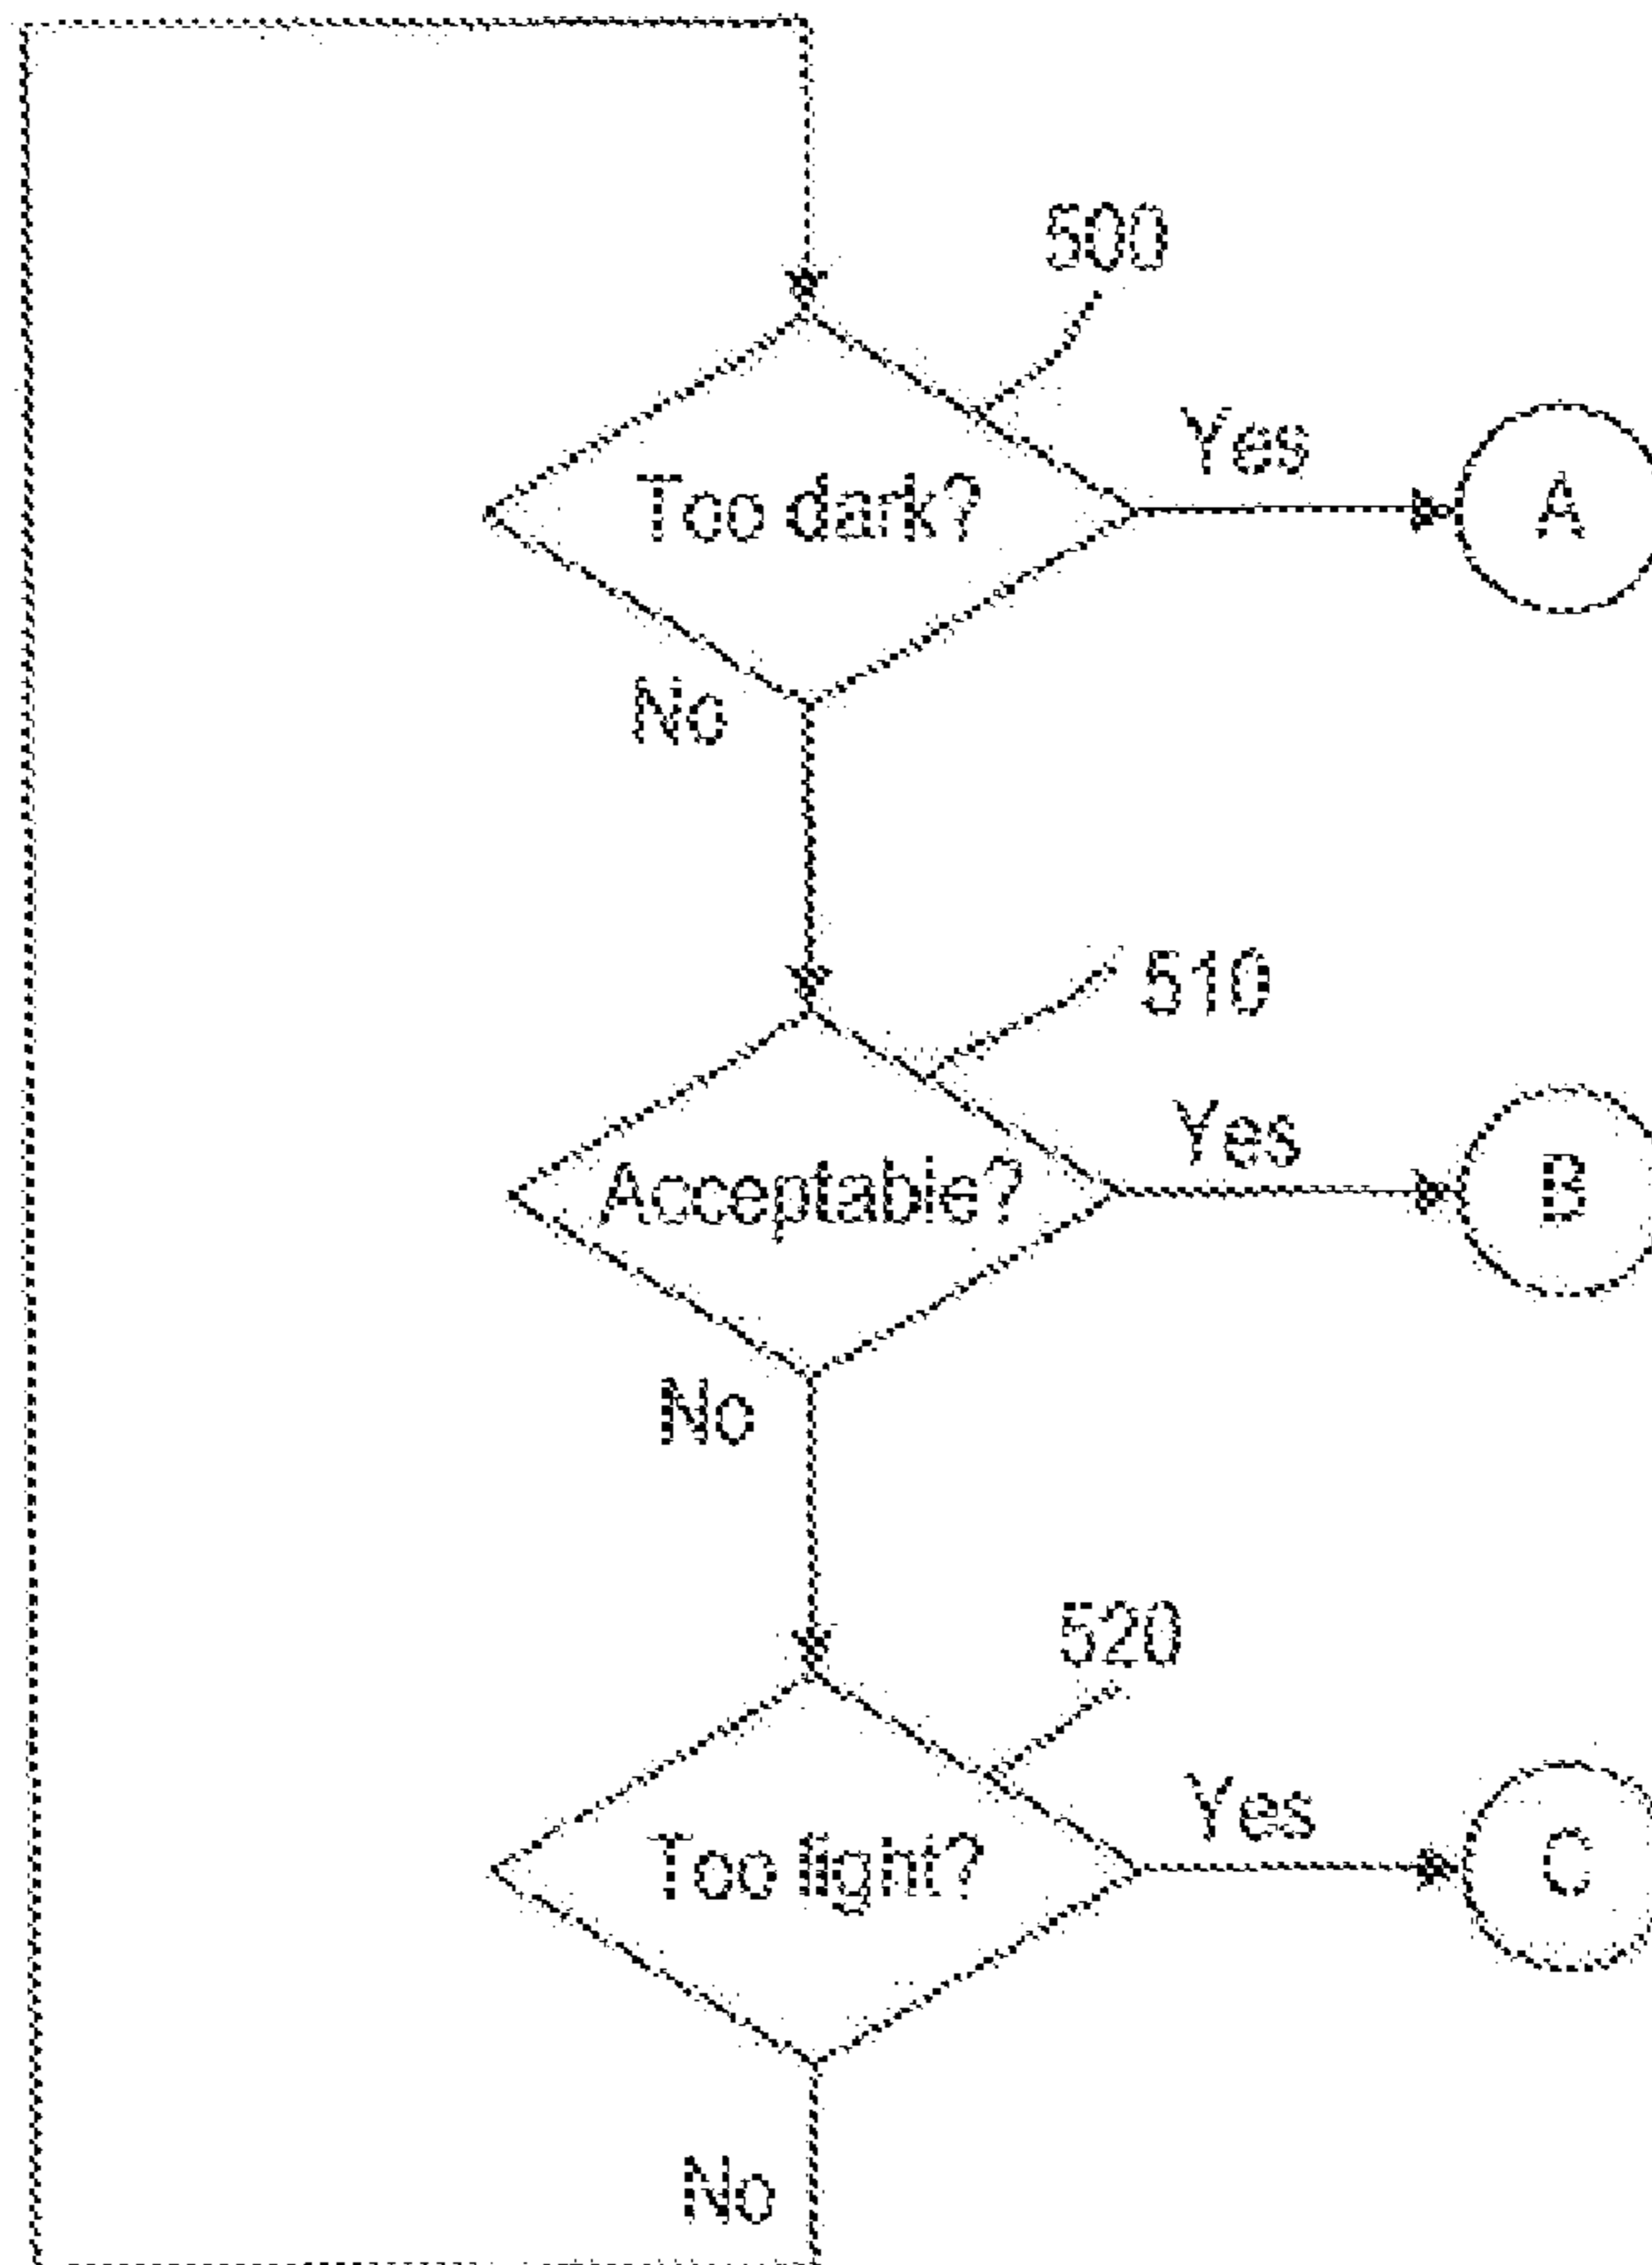 500
Yes
Too dark?
A
No
510
Yes
Acceptable?
B
No
520
Yes
Too light?
C
No